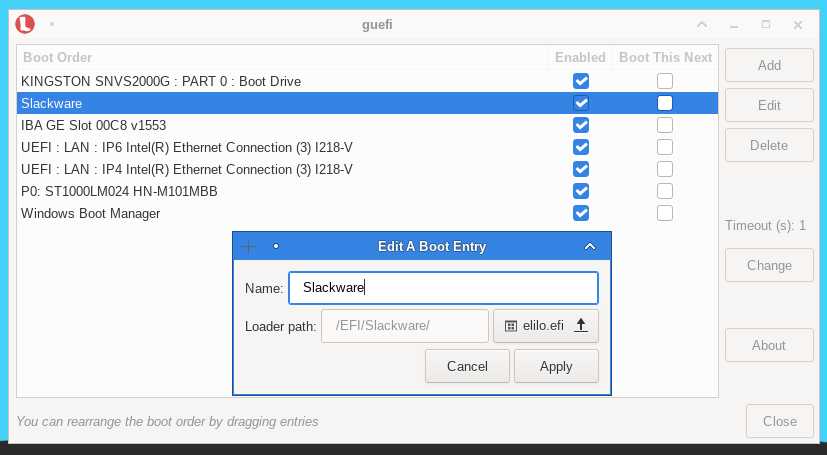 guefi
Boot Order Enabled Boot This Next
KINGSTON SNVS2000G : PART 0 : Boot Drive
Slackware
IBA GE Slot 00C8 v1553
UEFI : LAN : IP6 Intel(R) Ethernet Connection (3) I218-V
UEFI : LAN : IP4 Intel(R) Ethernet Connection (3) I218-V
P0: ST1000LM024 HN-M101MBB
Windows Boot Manager
Add
Edit
Delete
Timeout (s): 1
Change
About
Edit A Boot Entry
Name: Slackware
Loader path: /EFI/Slackware/ elilo.efi
Cancel Apply
You can rearrange the boot order by dragging entries
Close